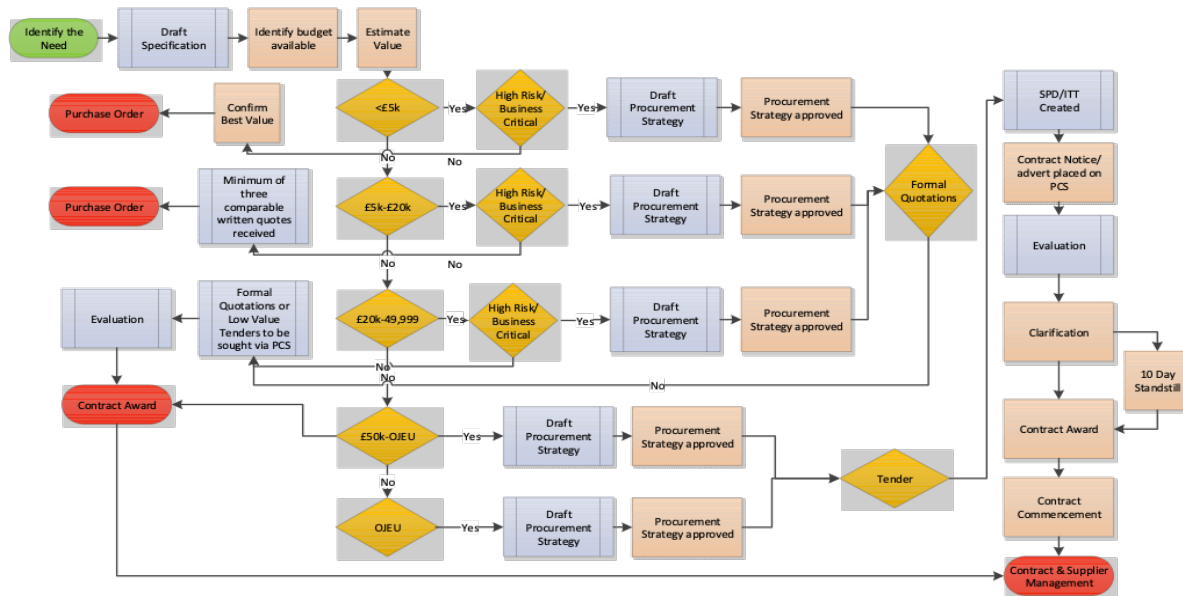 Identify the
Need
Draft
Specification
Identify budget
available
Estimate
Value
Purchase Order
Confirm
Best Value
<£5k
Yes
High Risk/
Business
Critical
Yes
Draft
Procurement
Strategy
Procurement
Strategy approved
SPD/ITT
Created
No
No
Contract Notice/
advert placed on
PCS
Purchase Order
Minimum of
three
comparable
written quotes
received
£5k-£20k
Yes
High Risk/
Business
Critical
Yes
Draft
Procurement
Strategy
Procurement
Strategy approved
Formal
Quotations
Evaluation
No
No
Evaluation
Formal
Quotations or
Low Value
Tenders to be
sought via PCS
£20k-49,999
Yes
High Risk/
Business
Critical
Yes
Draft
Procurement
Strategy
Procurement
Strategy approved
Clarification
No
No
No
10 Day
Standstill
Contract Award
£50k-OJEU
Yes
Draft
Procurement
Strategy
Procurement
Strategy approved
Contract Award
No
Tender
OJEU
Yes
Draft
Procurement
Strategy
Procurement
Strategy approved
Contract
Commencement
Contract & Supplier
Management